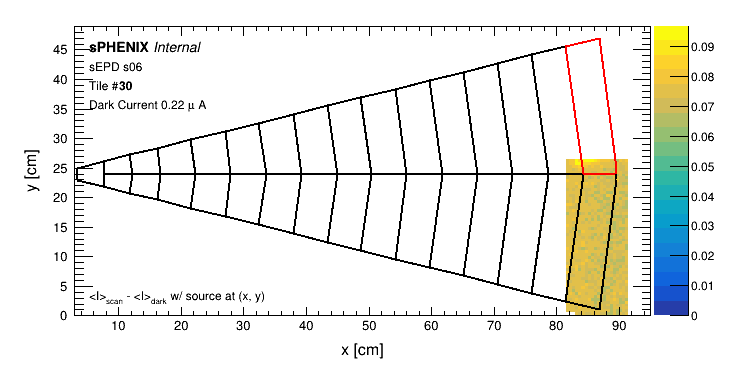 sPHENIX Internal
sEPD s06
Tile #30
Dark Current 0.22 μ A
<I>scan - <I>dark w/ source at (x, y)
y [cm]
45
40
35
30
25
20
15
10
5
0
10 20 30 40 50 60 70 80 90
x [cm]
0.09
0.08
0.07
0.06
0.05
0.04
0.03
0.02
0.01
0